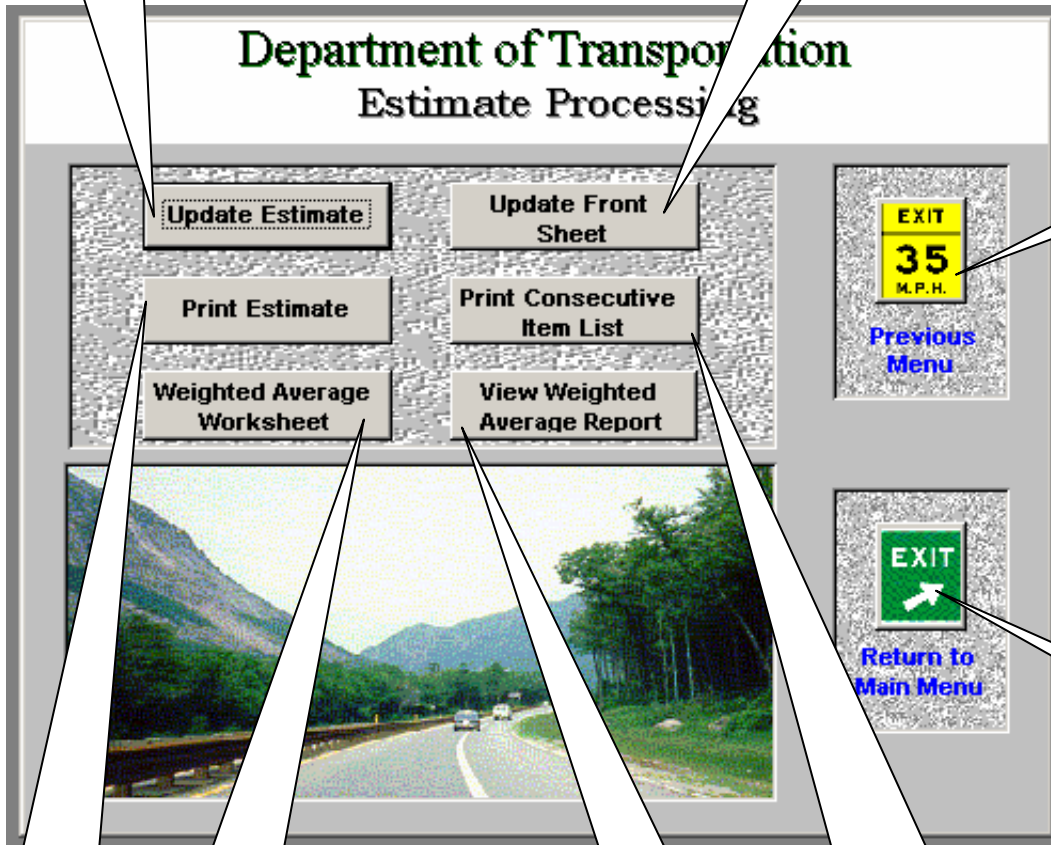 Department of Transportation
Estimate Processing
Update Estimate
Update Front
Sheet
Print Estimate
Print Consecutive
Item List
Weighted Average
Worksheet
View Weighted
Average Report
EXIT
35
M.P.H.
Previous
Menu
EXIT
Return to
Main Menu